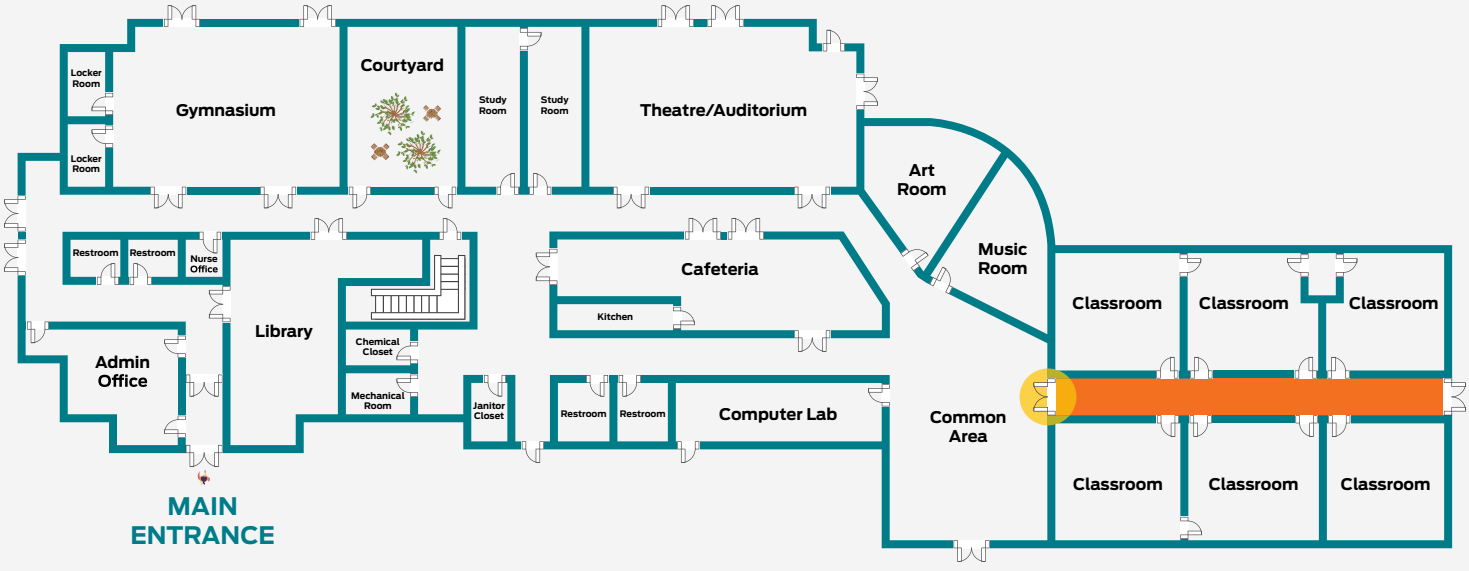 Locker
Room
Gymnasium
Courtyard
Study
Room
Study
Room
Theatre/Auditorium
Locker
Room
Art
Room
Music
Room
Restroom
Restroom
Nurse
Office
Cafeteria
Kitchen
Classroom
Classroom
Classroom
Library
Chemical
Closet
Admin
Office
Mechanical
Room
Janitor
Closet
Restroom
Restroom
Computer Lab
Common
Area
Classroom
Classroom
Classroom
MAIN
ENTRANCE